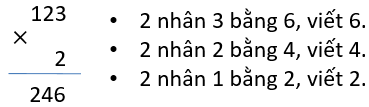 123
×
2
246
• 2 nhân 3 bằng 6, viết 6.
• 2 nhân 2 bằng 4, viết 4.
• 2 nhân 1 bằng 2, viết 2.